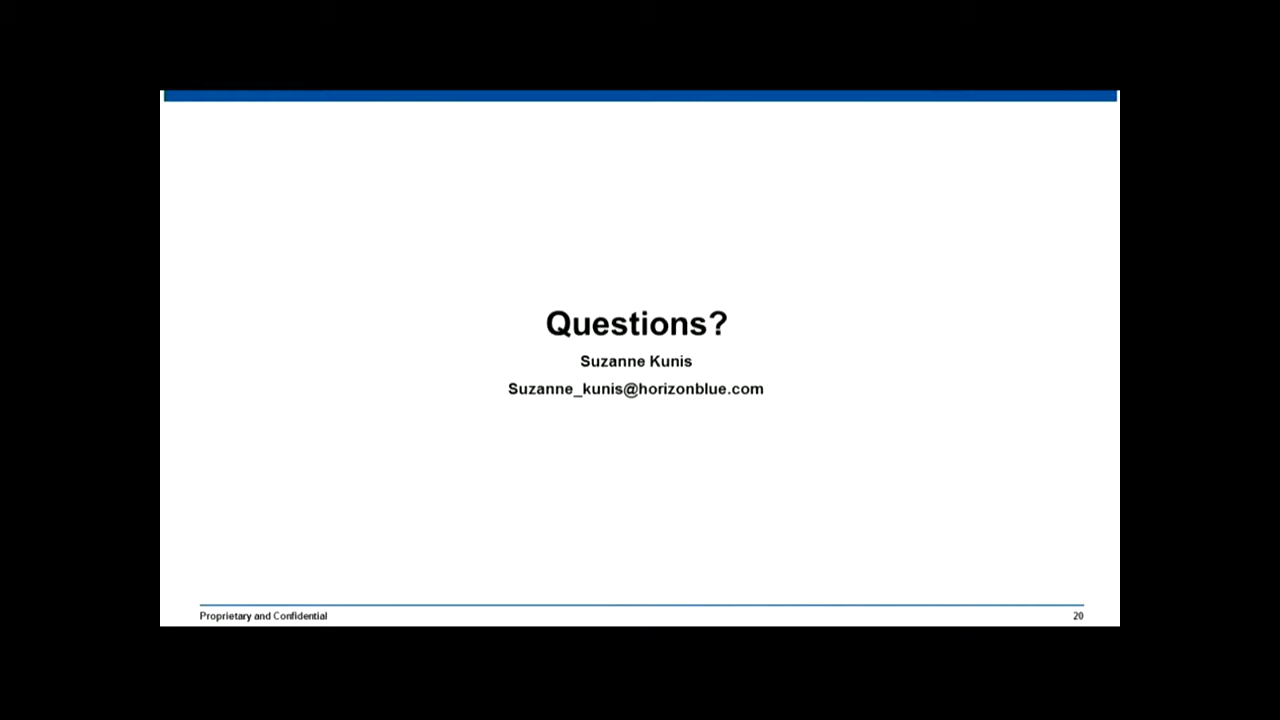 Questions?
Suzanne Kunis
Suzanne_kunis@horizonblue.com
Proprietary and Confidential
20